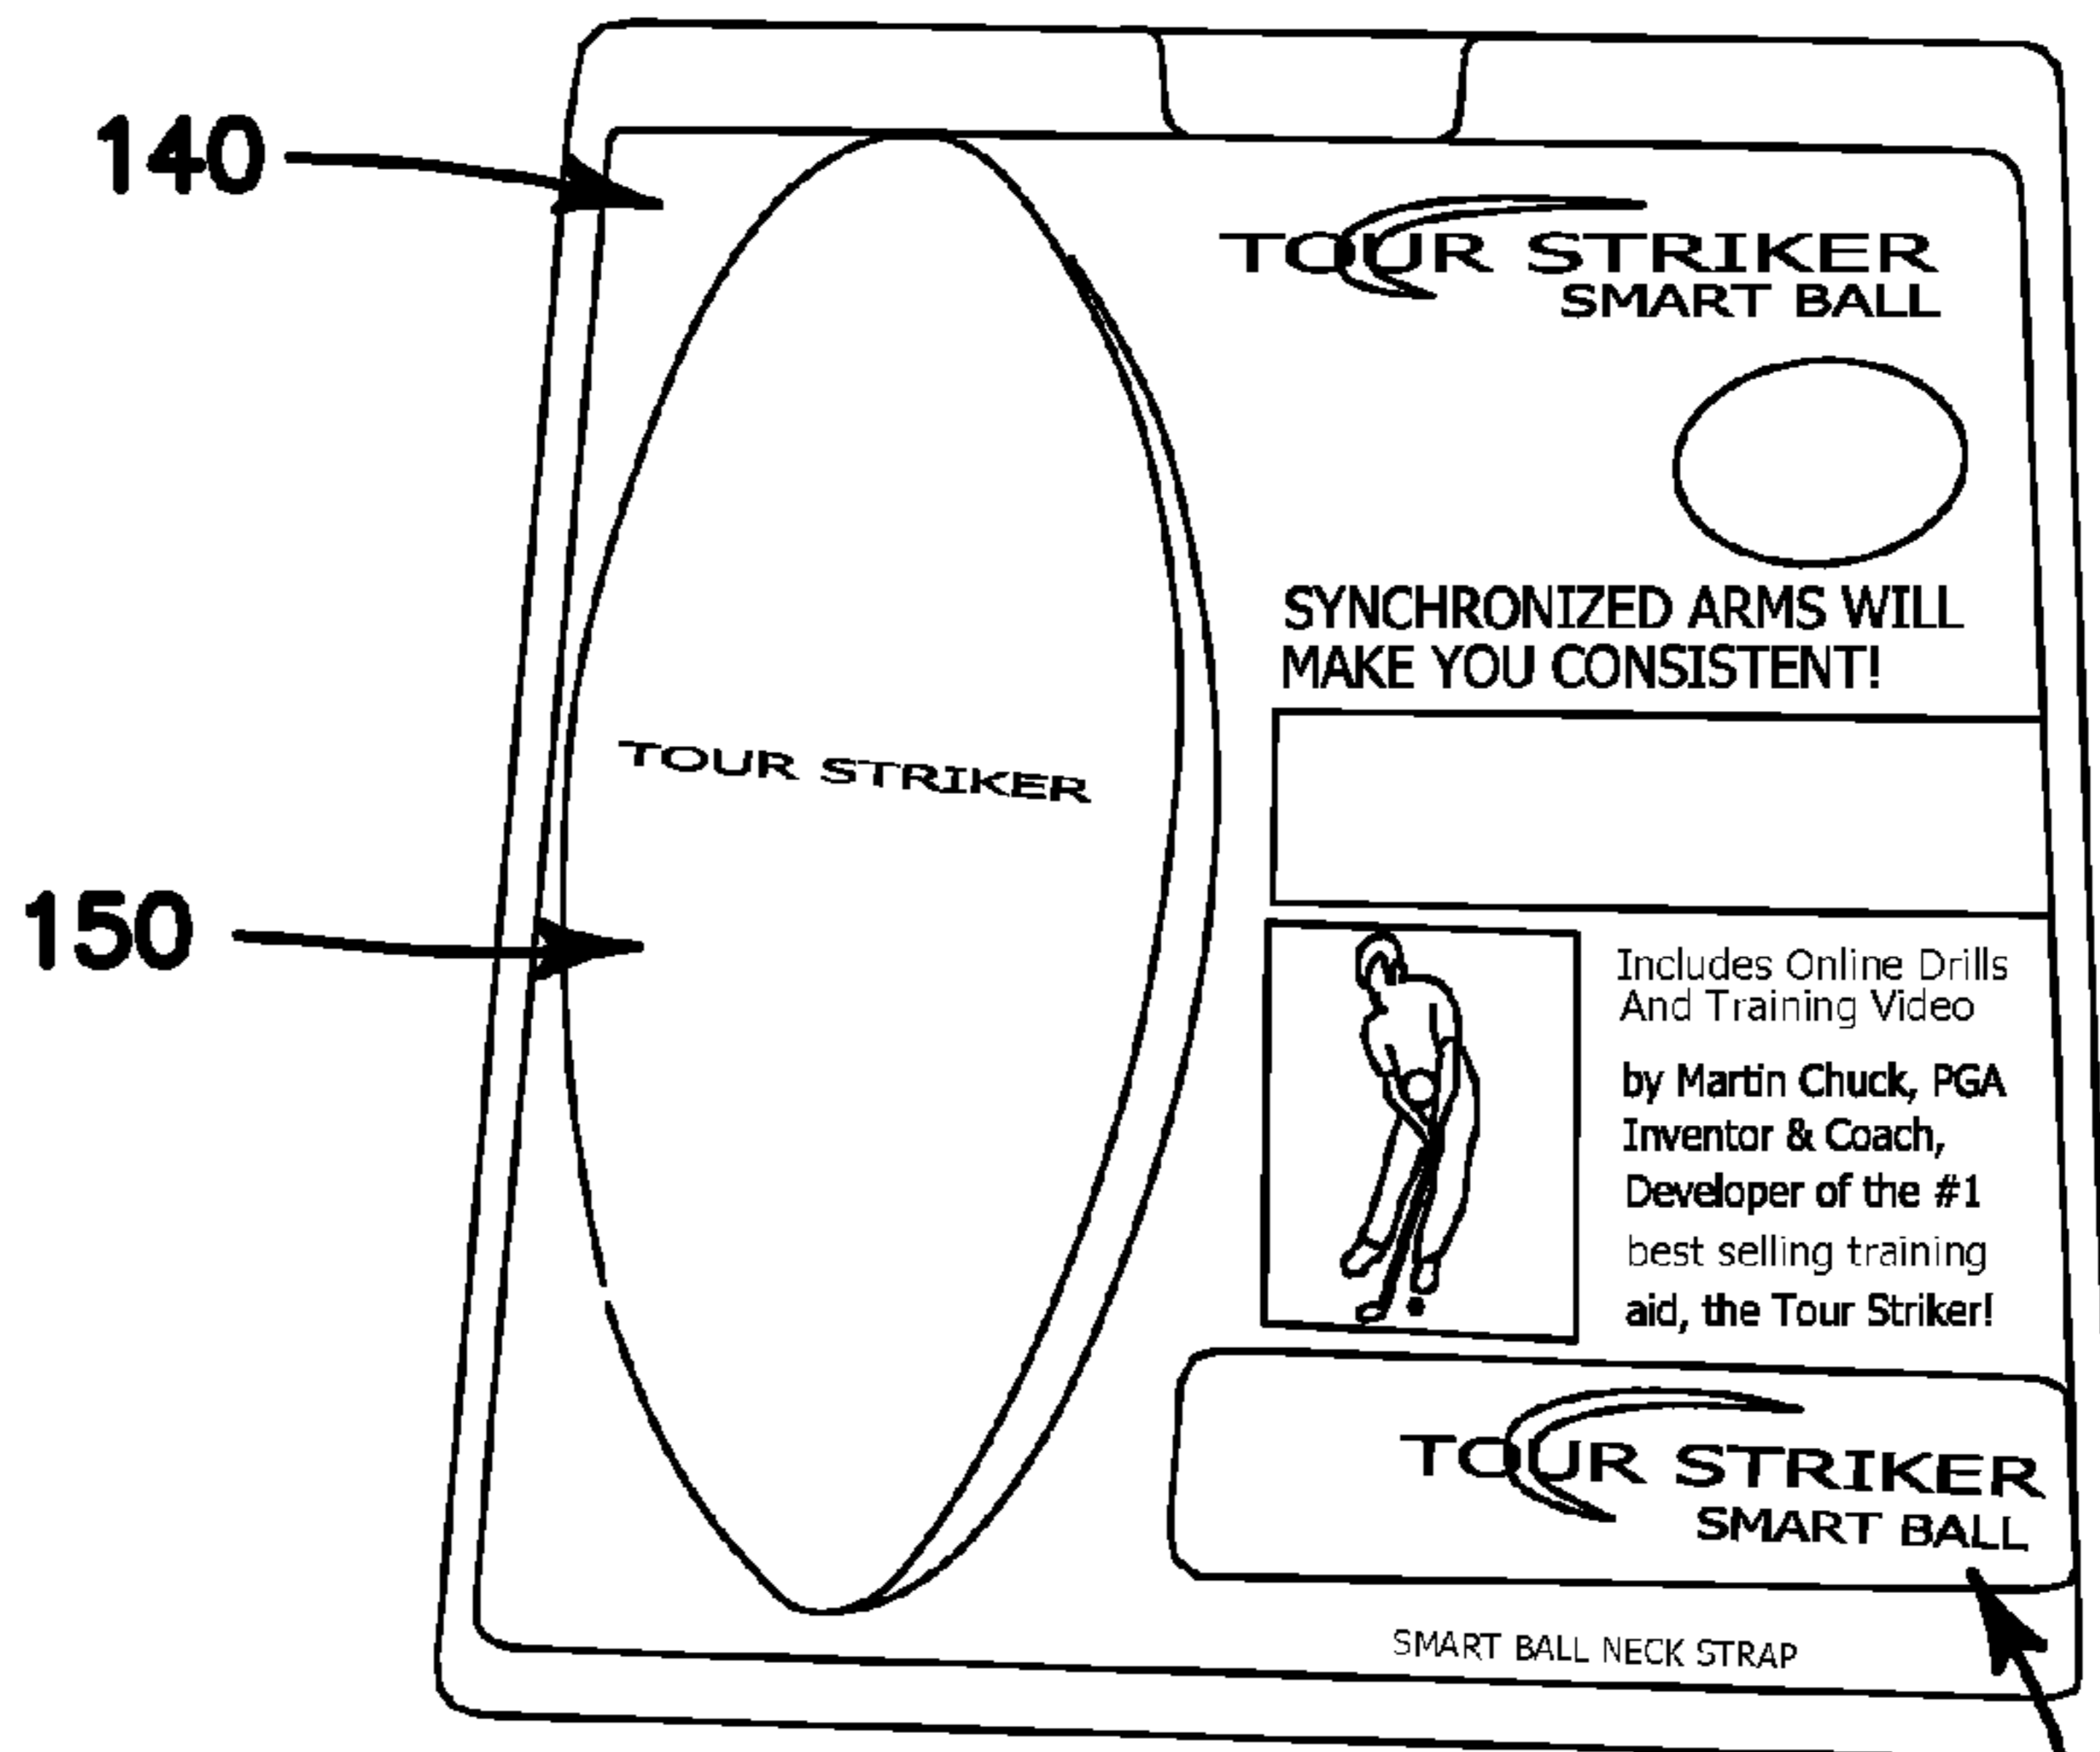 140
TOUR STRIKER
SMART BALL
SYNCHRONIZED ARMS WILL
MAKE YOU CONSISTENT!
TOUR STRIKER
150
Includes Online Drills
And Training Video
by Martin Chuck, PGA
Inventor & Coach,
Developer of the #1
best selling training
aid, the Tour Striker!
TOUR STRIKER
SMART BALL
SMART BALL NECK STRAP